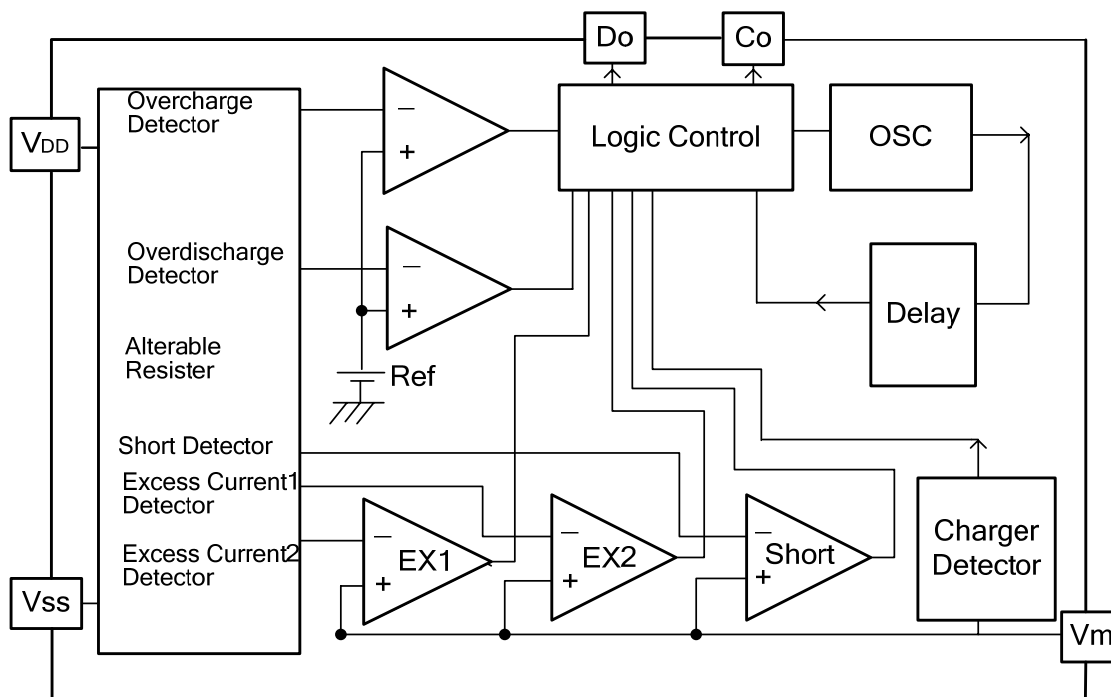 Do
Co
Overcharge
Detector
−
+
VDD
Logic Control
OSC
Overdischarge
Detector
−
+
Delay
Alterable
Resister
Ref
Short Detector
Excess Current1
Detector
Excess Current2
Detector
−
+
EX1
−
+
EX2
−
+
Short
Charger
Detector
Vss
Vm